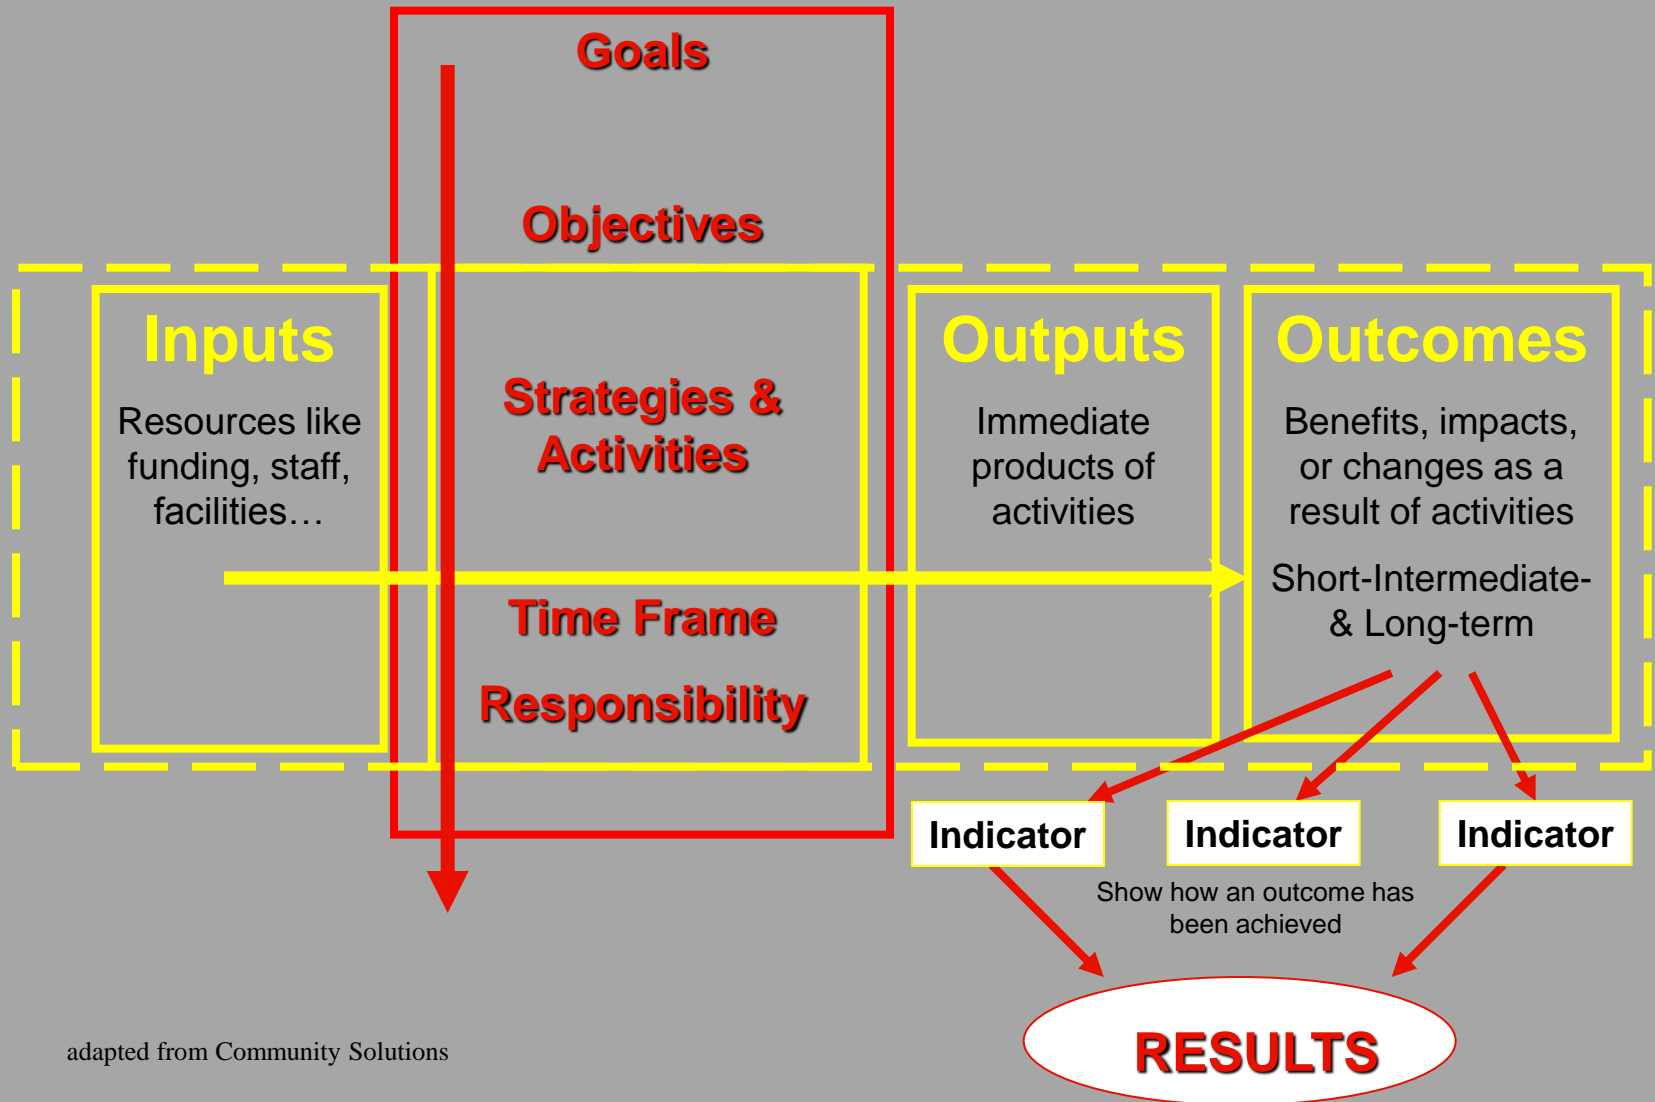 Goals
Objectives
Inputs
Resources like
funding, staff,
facilities…
Strategies &
Activities
Time Frame
Responsibility
Outputs
Immediate
products of
activities
Outcomes
Benefits, impacts,
or changes as a
result of activities
Short-Intermediate-
& Long-term
Indicator
Indicator
Indicator
Show how an outcome has
been achieved
RESULTS
adapted from Community Solutions